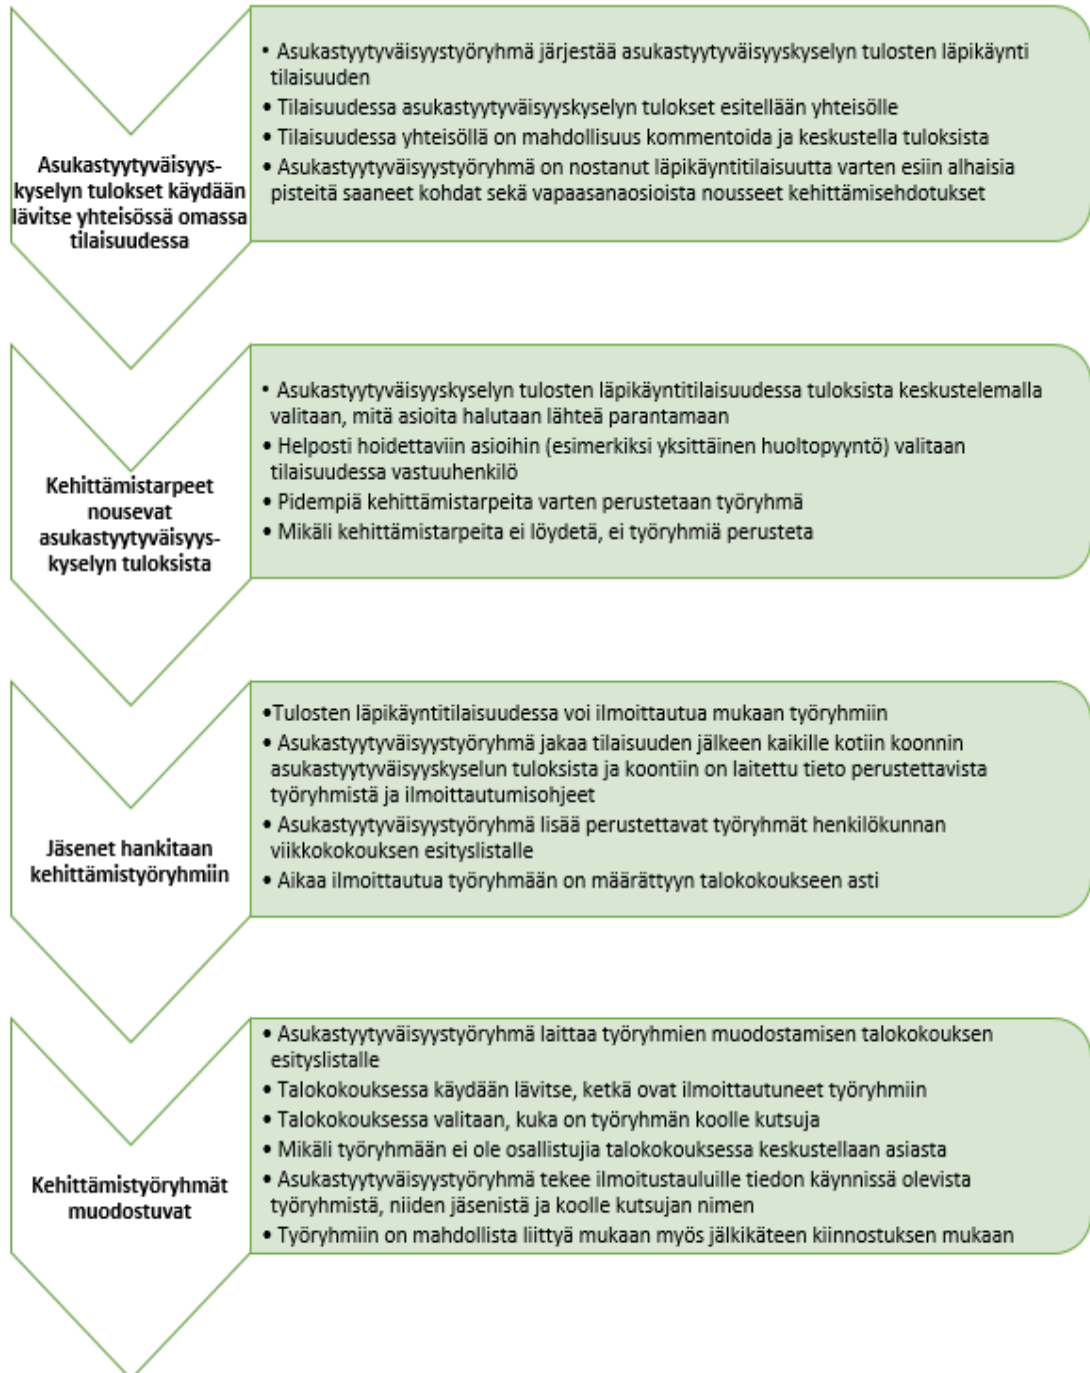 Asukastyytyväisyys-
kyselyn tulokset käydään
lävitse yhteisössä omassa
tilaisuudessa
• Asukastyytyväisyystyöryhmä järjestää asukastyytyväisyyskyselyn tulosten läpikäynti
tilaisuuden
• Tilaisuudessa asukastyytyväisyyskyselyn tulokset esitellään yhteisölle
• Tilaisuudessa yhteisöllä on mahdollisuus kommentoida ja keskustella tuloksista
• Asukastyytyväisyystyöryhmä on nostanut läpikäyntitilaisuutta varten esiin alhaisia
pisteitä saaneet kohdat sekä vapaasanaosioista nousseet kehittämisehdotukset
Kehittämistarpeet
nousevat
asukastyytyväisyys-
kyselyn tuloksista
• Asukastyytyväisyyskyselyn tulosten läpikäyntitilaisuudessa tuloksista keskustelemalla
valitaan, mitä asioita halutaan lähteä parantamaan
• Helposti hoidettaviin asioihin (esimerkiksi yksittäinen huoltopyyntö) valitaan
tilaisuudessa vastuuhenkilö
• Pidempiä kehittämistarpeita varten perustetaan työryhmä
• Mikäli kehittämistarpeita ei löydetä, ei työryhmiä perusteta
Jäsenet hankitaan
kehittämistyöryhmiin
•Tulosten läpikäyntitilaisuudessa voi ilmoittautua mukaan työryhmiin
• Asukastyytyväisyystyöryhmä jakaa tilaisuuden jälkeen kaikille kotiin koonnin
asukastyytyväisyyskyselun tuloksista ja koontiin on laitettu tieto perustettavista
työryhmistä ja ilmoittautumisohjeet
• Asukastyytyväisyystyöryhmä lisää perustettavat työryhmät henkilökunnan
viikkokokouksen esityslistalle
• Aikaa ilmoittautua työryhmään on määrättyyn talokokoukseen asti
Kehittämistyöryhmät
muodostuvat
• Asukastyytyväisyystyöryhmä laittaa työryhmien muodostamisen talokokouksen
esityslistalle
• Talokokouksessa käydään lävitse, ketkä ovat ilmoittautuneet työryhmiin
• Talokokouksessa valitaan, kuka on työryhmän koolle kutsuja
• Mikäli työryhmään ei ole osallistujia talokokouksessa keskustellaan asiasta
• Asukastyytyväisyystyöryhmä tekee ilmoitustauluille tiedon käynnissä olevista
työryhmistä, niiden jäsenistä ja koolle kutsujan nimen
• Työryhmiin on mahdollista liittyä mukaan myös jälkikäteen kiinnostuksen mukaan